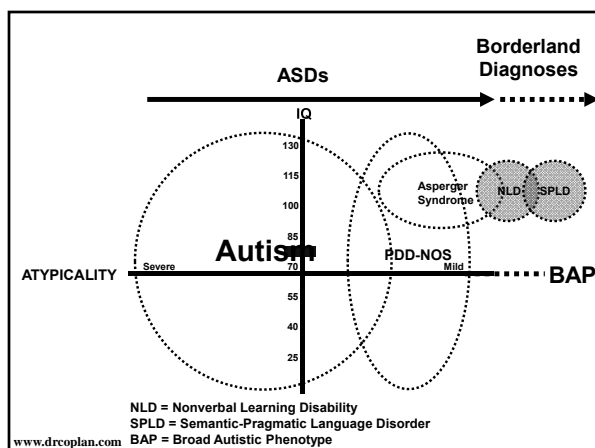 Borderland
Diagnoses
ASDs
IQ
130
115
Asperger
Syndrome
NLD
SPLD
100
85
Autism
PDD-NOS
ATYPICALITY
Severe
70
Mild
BAP
55
40
25
NLD = Nonverbal Learning Disability
SPLD = Semantic-Pragmatic Language Disorder
www.drcoplan.com
BAP = Broad Autistic Phenotype